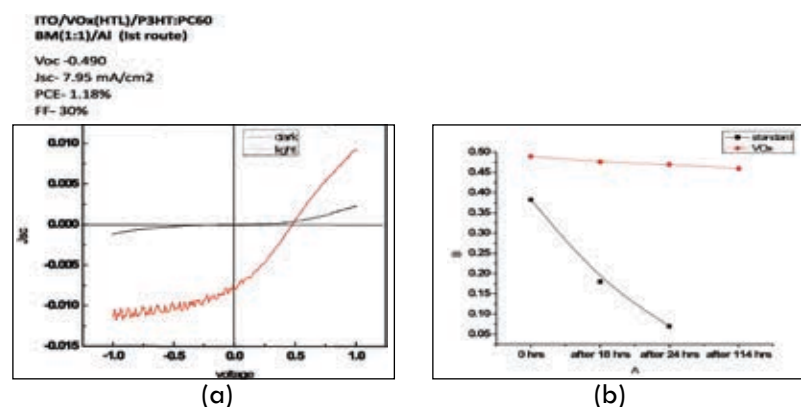 ITO/VOx(HTL)/P3HT:PC60
BM(1:1)/Al (Ist route)
Voc -0.490
Jsc- 7.95 mA/cm2
PCE- 1.18%
FF- 30%
dark
light
0.010
0.005
0.000
-0.005
-0.010
-0.015
Jsc
-1.0 -0.5 0.0 0.5 1.0
voltage
(a)
standard
VOx
0.50
0.45
0.40
0.35
0.30
0.25
0.20
0.15
0.10
0.05
B
0 hrs after 18 hrs after 24 hrs after 114 hrs
A
(b)